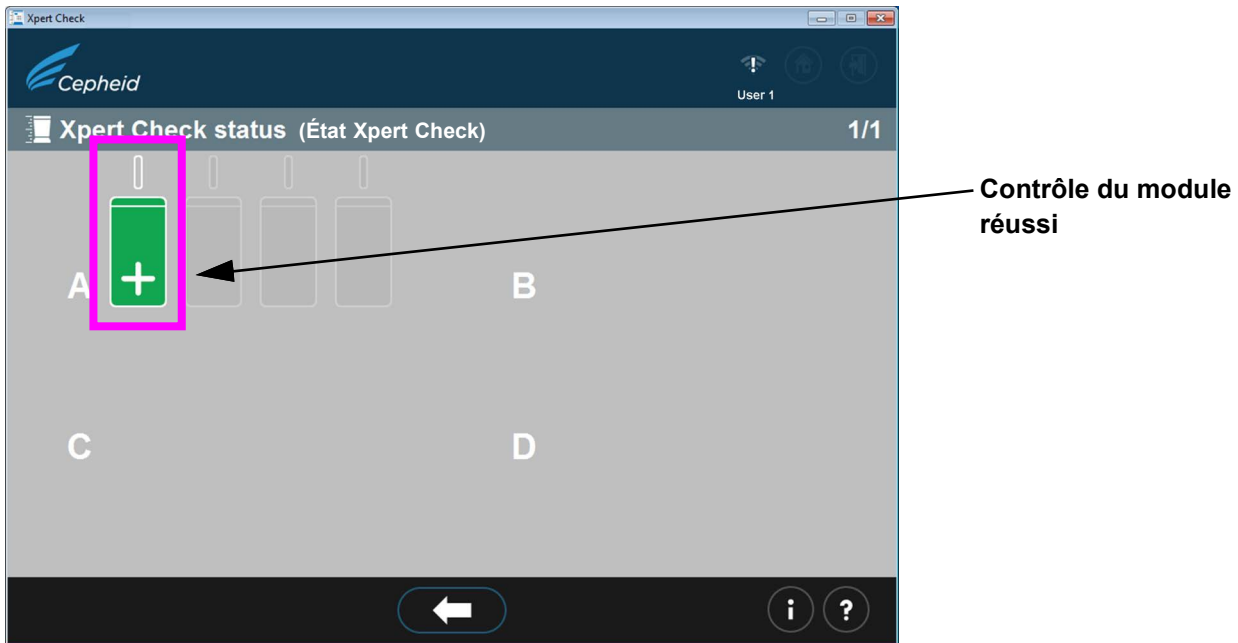 Xpert Check
Cepheid
User 1
Xpert Check status (État Xpert Check)
1/1
Contrôle du module
réussi
A
B
C
D
i
?